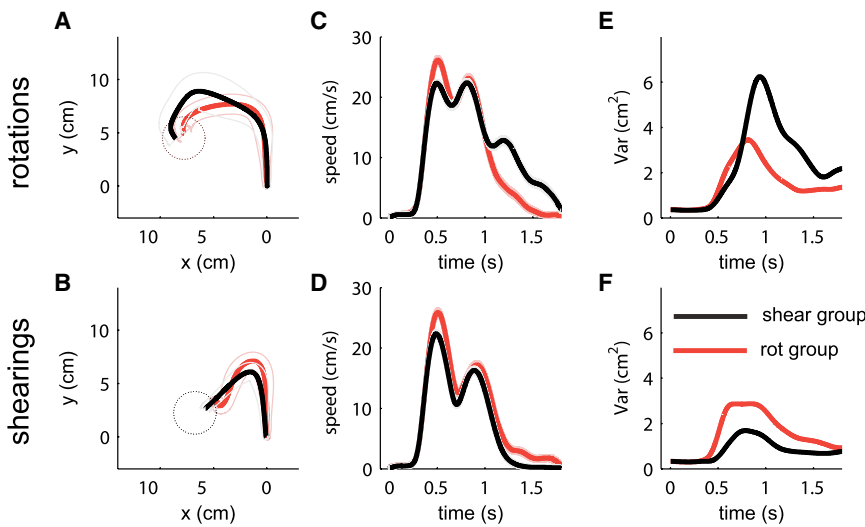 A
C
E
rotations
y (cm)
10
5
0
10
5
0
x (cm)
speed (cm/s)
30
20
10
0
0
0.5
1
1.5
time (s)
Var (cm²)
6
4
2
0
0
0.5
1
1.5
time (s)
B
D
F
shearings
y (cm)
10
5
0
10
5
0
x (cm)
speed (cm/s)
30
20
10
0
0
0.5
1
1.5
time (s)
Var (cm²)
6
4
2
0
0
0.5
1
1.5
time (s)
shear group
rot group